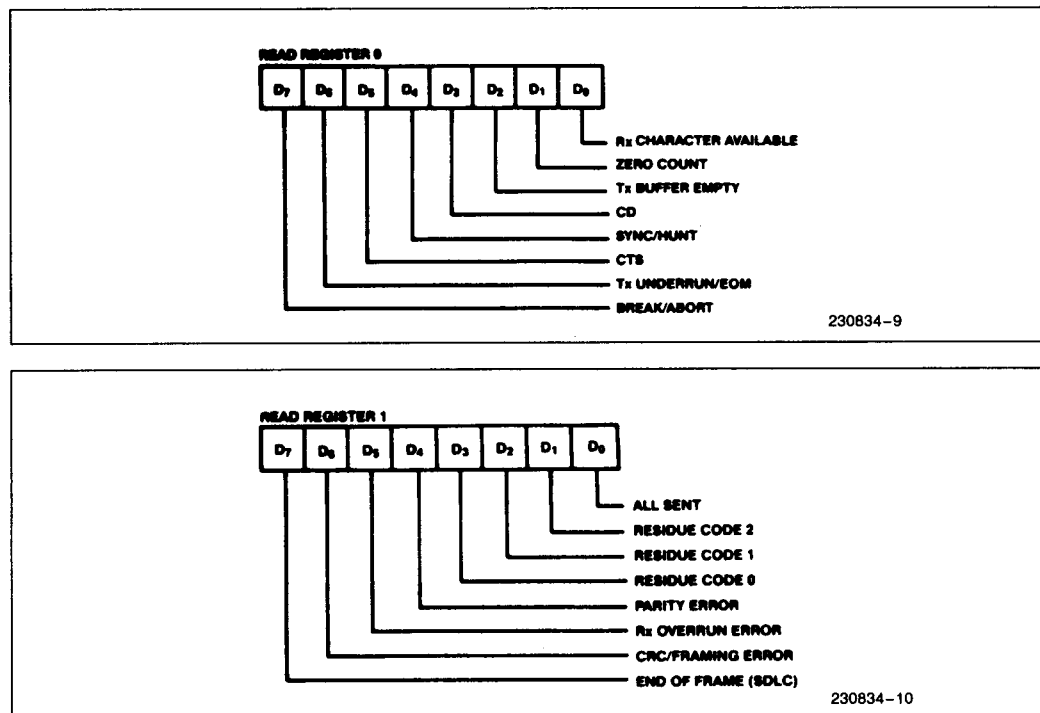 READ REGISTER 0
D7 D6 D5 D4 D3 D2 D1 D0
Rx CHARACTER AVAILABLE
ZERO COUNT
Tx BUFFER EMPTY
CD
SYNC/HUNT
CTS
Tx UNDERRUN/EOM
BREAK/ABORT
230834-9
READ REGISTER 1
D7 D6 D5 D4 D3 D2 D1 D0
ALL SENT
RESIDUE CODE 2
RESIDUE CODE 1
RESIDUE CODE 0
PARITY ERROR
Rx OVERRUN ERROR
CRC/FRAMING ERROR
END OF FRAME (SDLC)
230834-10